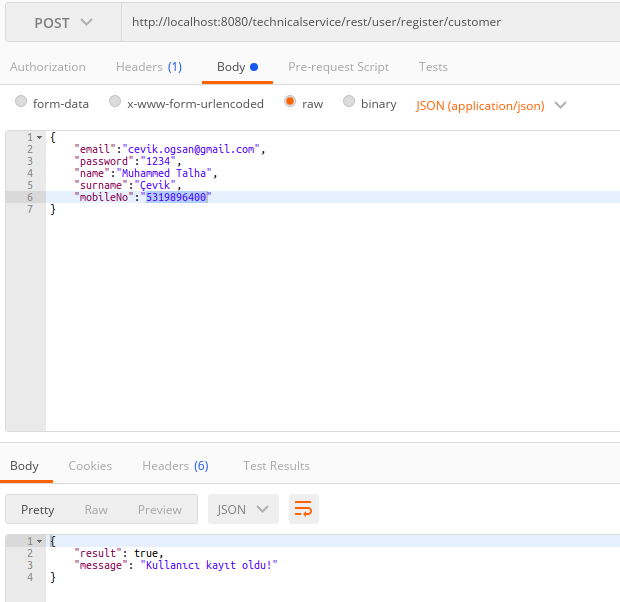 POST http://localhost:8080/technicalservice/rest/user/register/customer
Authorization Headers (1) Body Pre-request Script Tests
form-data x-www-form-urlencoded raw binary JSON (application/json)
1 {
2 "email":"cevik.ogsan@gmail.com",
3 "password":"1234",
4 "name":"Muhammed Talha",
5 "surname":"Çevik",
6 "mobileNo":"5319896400"
7 }
Body Cookies Headers (6) Test Results
Pretty Raw Preview JSON
1 {
2 "result": true,
3 "message": "Kullanıcı kayıt oldu!"
4 }